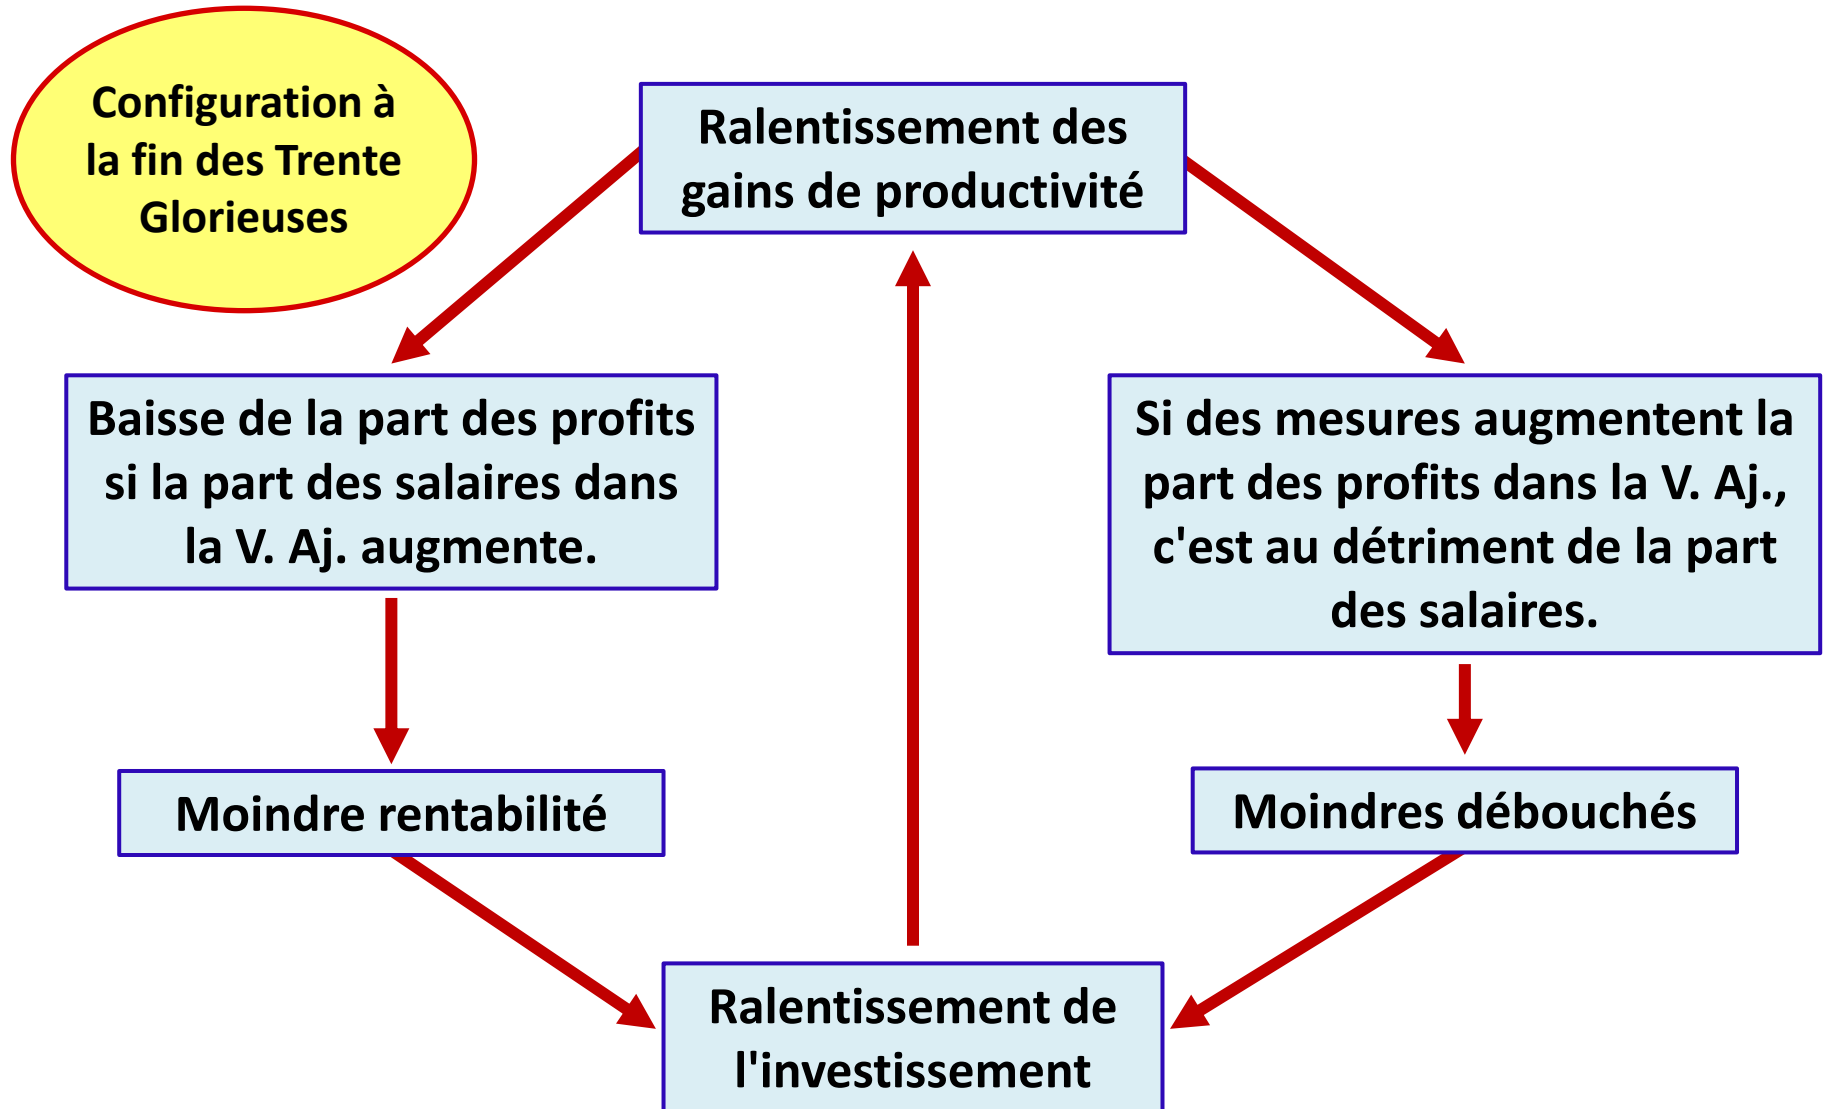 Configuration à
la fin des Trente
Glorieuses
Ralentissement des
gains de productivité
Baisse de la part des profits
si la part des salaires dans
la V. Aj. augmente.
Si des mesures augmentent la
part des profits dans la V. Aj.,
c'est au détriment de la part
des salaires.
Moindre rentabilité
Moindres débouchés
Ralentissement de
l'investissement